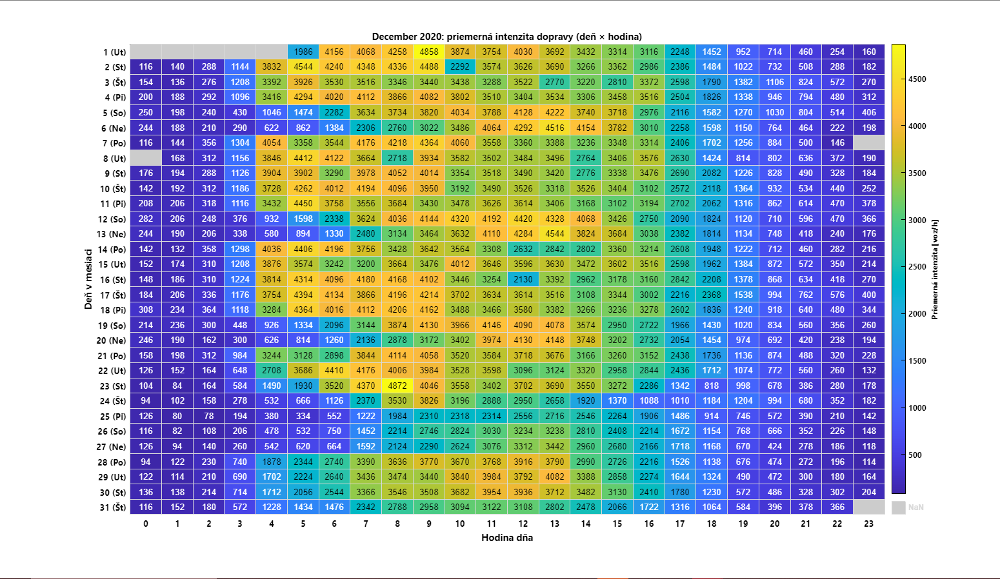 December 2020: priemerná intenzita dopravy (deň × hodina)
1 (Ut) 1986 4156 4068 4258 4858 3874 3754 4030 3692 3432 3314 3116 2248 1452 952 714 460 254 160
2 (St) 116 140 288 1144 3832 4544 4240 4348 4336 4488 2292 3574 3626 3690 3266 3362 2986 2386 1484 1022 732 508 288 182
3 (Št) 154 136 276 1208 3392 3926 3530 3516 3346 3440 3438 3288 3522 2770 3220 2810 3372 2598 1790 1382 1106 824 572 270
4 (Pi) 200 188 292 1096 3416 4294 4020 4112 3866 4082 3802 3510 3404 3534 3306 3458 3516 2504 1826 1338 946 794 480 312
5 (So) 250 198 240 430 1046 1474 2282 3634 3734 3820 4034 3788 4128 4222 3740 3718 2976 2116 1582 1270 1030 804 514 406
6 (Ne) 244 188 210 290 622 862 1384 2306 2760 3022 3486 4064 4292 4516 4154 3782 3010 2258 1598 1150 764 464 222 198
7 (Po) 116 144 356 1304 4054 3358 3544 4176 4218 4364 4060 3558 3360 3388 3236 3348 3314 2406 1702 1256 884 500 146
8 (Ut) 168 312 1156 3846 4412 4122 3664 2718 3934 3582 3502 3484 3496 2764 3406 3576 2630 1424 814 802 636 372 190
9 (St) 176 194 288 1126 3904 3902 3290 3978 4052 4014 3354 3518 3490 3420 2776 3338 3476 2690 2082 1226 828 490 328 184
10 (Št) 142 192 312 1186 3728 4262 4012 4194 4096 3950 3192 3490 3526 3318 3526 3404 3102 2572 2118 1364 932 534 440 252
11 (Pi) 208 206 318 1116 3432 4450 3758 3556 3684 3430 3478 3626 3614 3406 3168 3102 3194 2702 2062 1316 862 614 470 378
12 (So) 282 206 248 376 932 1598 2338 3624 4036 4144 4320 4192 4420 4328 4068 3426 2750 2090 1824 1120 710 596 470 366
13 (Ne) 244 190 206 338 580 894 1330 2480 3134 3464 3632 4110 4284 4544 3824 3684 3038 2382 1814 1134 748 418 240 176
14 (Po) 142 132 358 1298 4036 4406 4196 3756 3428 3642 3564 3308 2632 2842 2802 3360 3214 2608 1948 1222 712 460 282 216
15 (Ut) 152 174 310 1208 3876 3574 3242 3200 3664 3476 4012 3646 3596 3630 3472 3602 3516 2598 1962 1384 872 572 350 214
16 (St) 148 186 310 1224 3814 4314 4096 4180 4168 4102 3446 3254 2130 3392 2962 3178 3160 2842 2208 1378 868 634 418 270
17 (Št) 184 206 336 1176 3754 4394 4134 3866 4196 4214 3702 3634 3614 3516 3108 3344 3002 2216 2368 1538 994 762 576 400
18 (Pi) 308 234 364 1118 3284 4364 4016 4112 4206 4162 3488 3466 3580 3382 3266 3236 3278 2602 1836 1240 918 640 480 344
19 (So) 214 236 300 448 926 1334 2096 3144 3874 4130 3966 4146 4090 4078 3574 2950 2722 1966 1430 1020 834 560 356 260
20 (Ne) 246 190 162 300 626 814 1260 2136 2878 3172 3402 3974 4130 4148 3748 3202 2732 2054 1454 974 692 420 238 194
21 (Po) 158 198 312 984 3244 3128 2898 3844 4114 4058 3520 3584 3718 3676 3166 3260 3152 2438 1736 1136 874 488 320 228
22 (Ut) 126 152 164 648 2708 3686 4410 4176 4006 3984 3528 3598 3096 3124 3320 2958 2844 2436 1712 1074 772 560 260 132
23 (St) 104 84 164 584 1490 1930 3520 4370 4872 4046 3558 3402 3702 3690 3550 3272 2286 1342 818 998 678 386 280 178
24 (Št) 94 102 158 278 532 666 1126 2370 3530 3826 3196 2888 2950 2658 1920 1370 1088 1010 1184 1204 994 680 352 182
25 (Pi) 126 80 78 194 380 334 552 1222 1984 2310 2318 2314 2556 2716 2546 2264 1906 1486 914 746 572 390 210 142
26 (So) 116 82 108 206 478 532 750 1452 2214 2746 2824 3030 3234 3238 2810 2408 2214 1672 1154 768 666 352 226 148
27 (Ne) 126 94 140 260 542 620 664 1592 2124 2290 2624 3076 3312 3442 2960 2680 2166 1718 1168 670 424 278 186 118
28 (Po) 94 122 230 740 1878 2344 2740 3390 3636 3770 3670 3768 3916 3790 2990 2726 2216 1526 1138 676 474 272 196 114
29 (Ut) 122 114 210 690 1702 2224 2640 3436 3474 3440 3840 3984 3792 4082 3388 2858 2274 1644 1324 490 472 300 180 164
30 (St) 136 138 214 714 1712 2056 2544 3366 3546 3508 3682 3954 3936 3712 3482 3130 2410 1780 1230 572 486 328 302 204
31 (Št) 116 152 180 572 1228 1434 1476 2342 2788 2958 3094 3122 3108 2802 2478 2066 1722 1316 1064 584 396 378 366
0 1 2 3 4 5 6 7 8 9 10 11 12 13 14 15 16 17 18 19 20 21 22 23
Hodina dňa
Deň v mesiaci
4500
4000
3500
3000
2500
2000
1500
1000
500
NaN
Priemerná intenzita [voz/h]